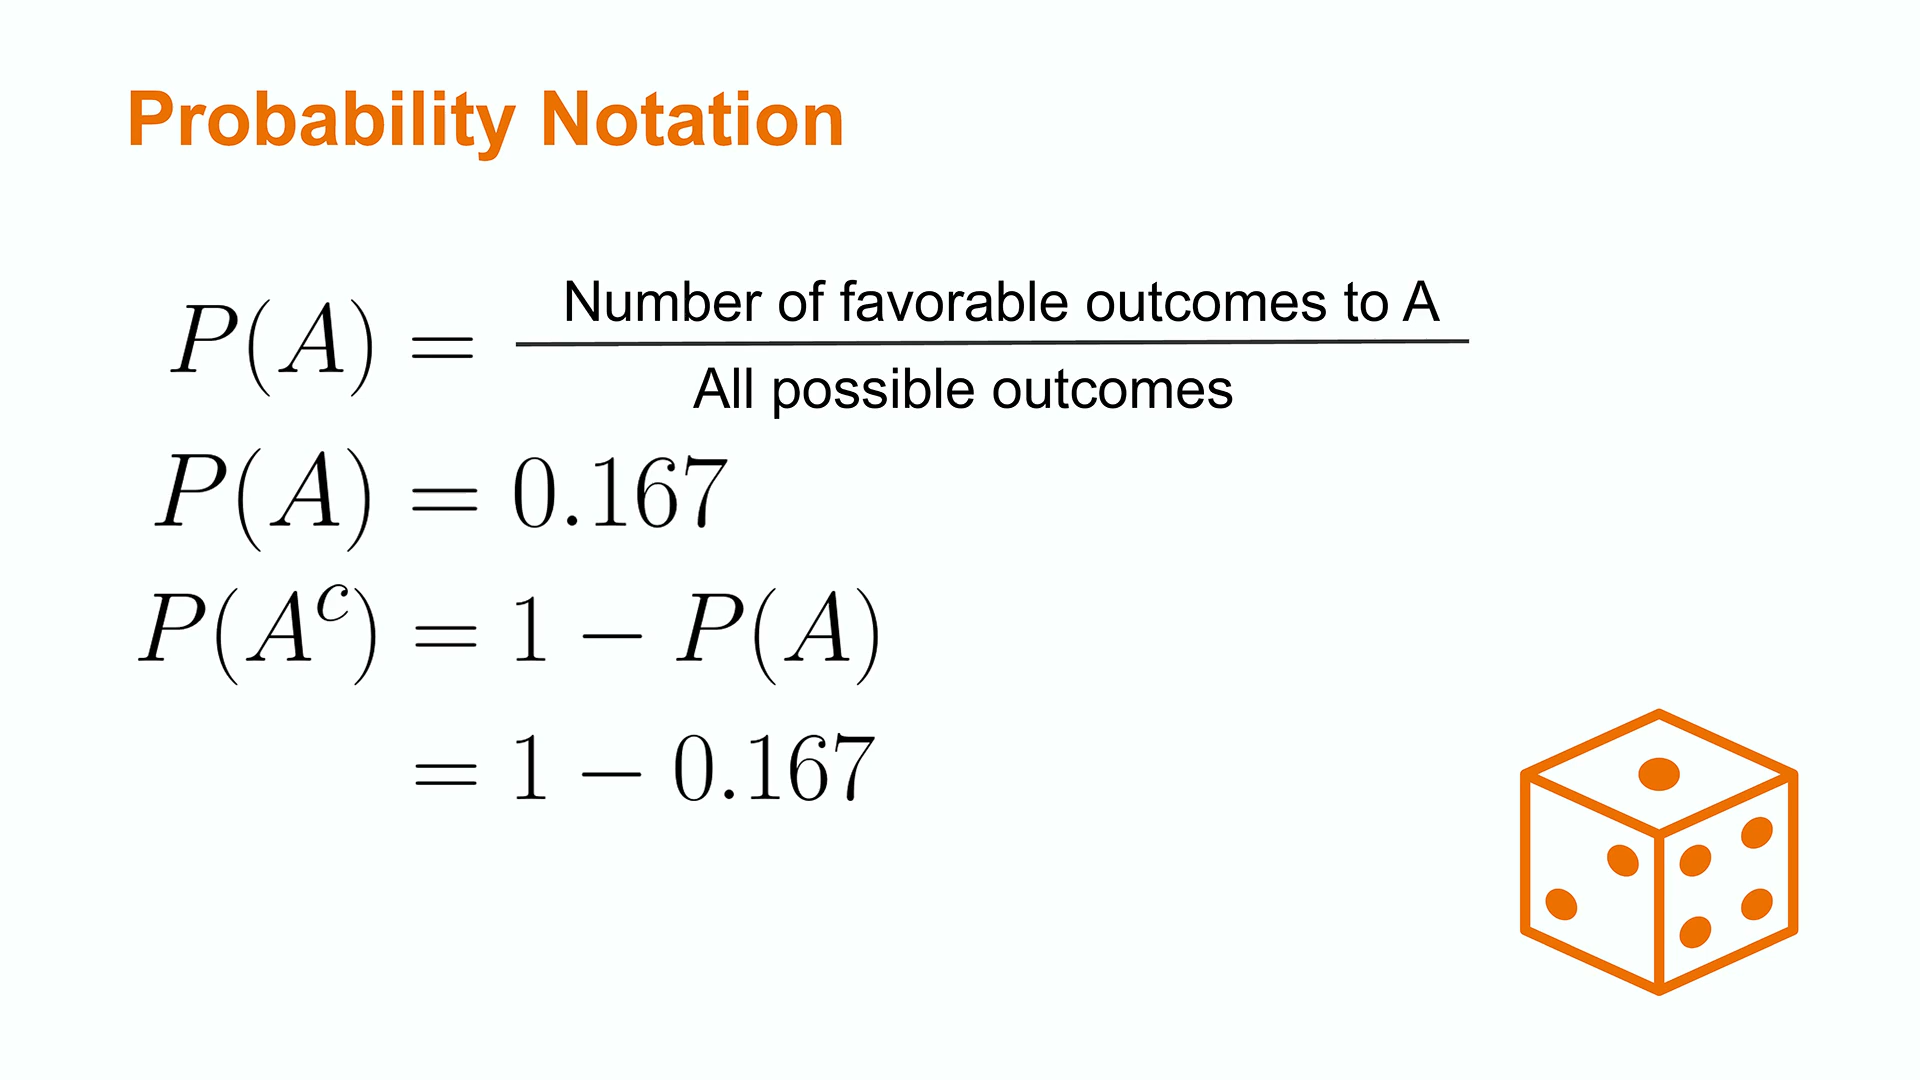 Probability Notation
P(A) = Number of favorable outcomes to A
All possible outcomes
P(A) = 0.167
P(A^c) = 1 − P(A)
= 1 − 0.167